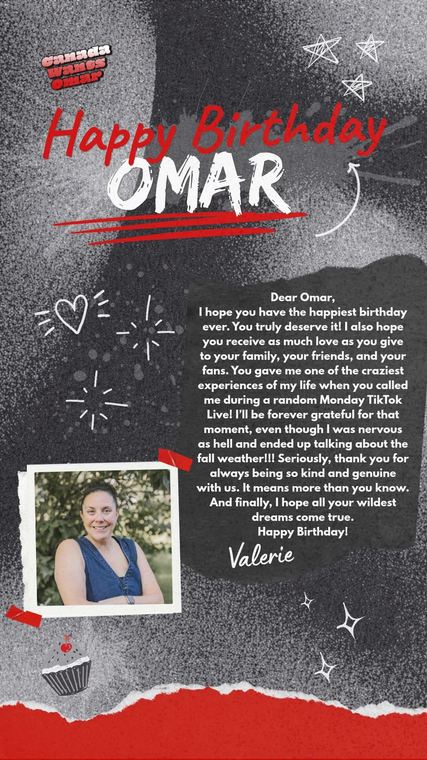 Canada
Wants
Omar
Happy Birthday
OMAR
Dear Omar,
I hope you have the happiest birthday
ever. You truly deserve it! I also hope
you receive as much love as you give
to your family, your friends, and your
fans. You gave me one of the craziest
experiences of my life when you called
me during a random Monday TikTok
Live! I'll be forever grateful for that
moment, even though I was nervous
as hell and ended up talking about the
fall weather!!! Seriously, thank you for
always being so kind and genuine
with us. It means more than you know.
And finally, I hope all your wildest
dreams come true.
Happy Birthday!
Valerie